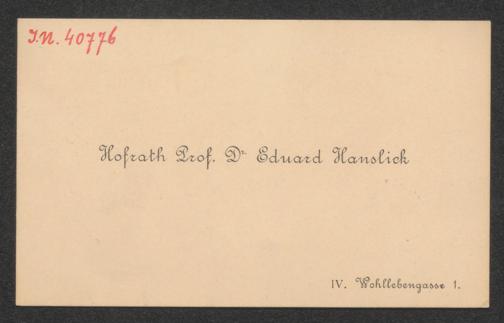 I.N. 40776
Hofrath Prof. Dr. Eduard Hanslick
IV. Wohllebengasse 1.